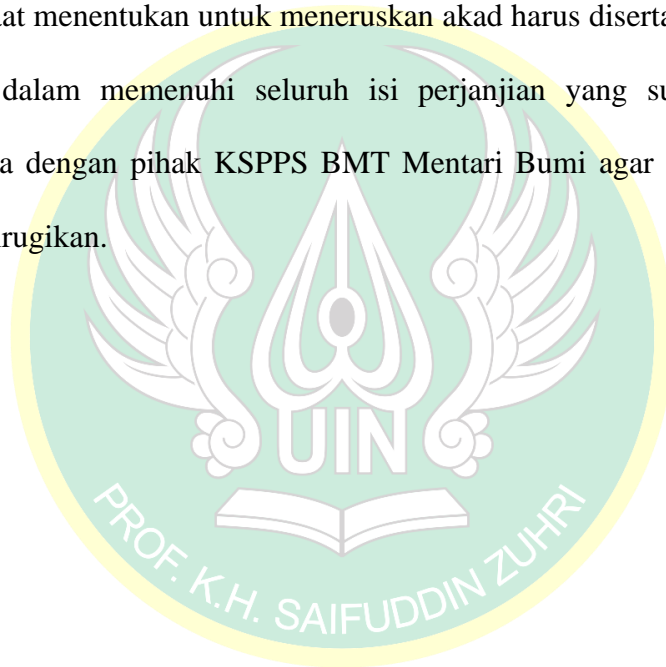 at menentukan untuk meneruskan akad harus diserta
dalam memenuhi seluruh isi perjanjian yang su
a dengan pihak KSPPS BMT Mentari Bumi agar
rugikan.
UIN
PROF. K.H. SAIFUDDIN ZUHRI